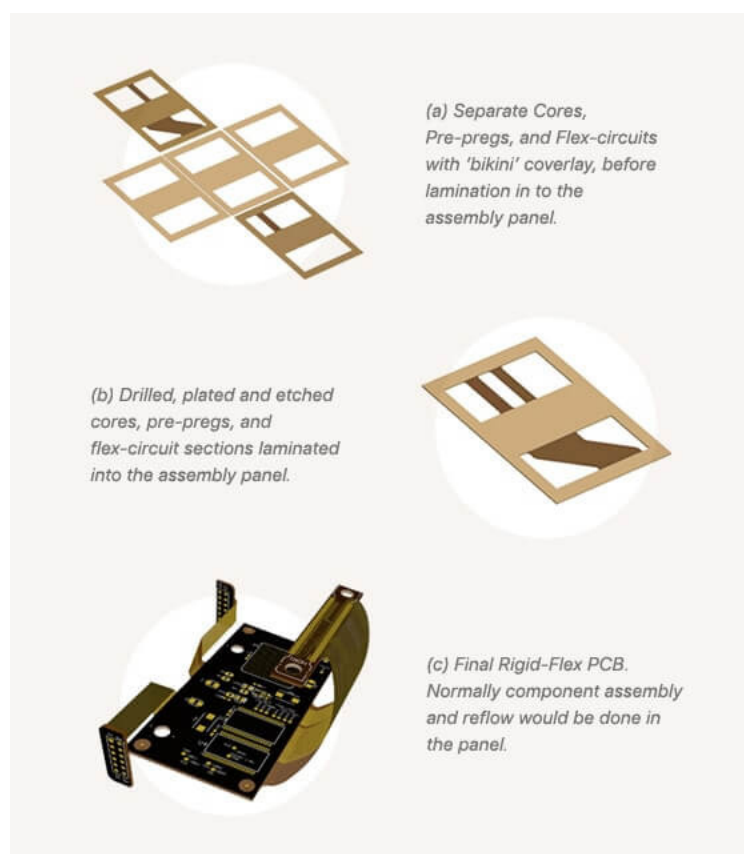 (a) Separate Cores,
Pre-pregs, and Flex-circuits
with ‘bikini’ coverlay, before
lamination in to the
assembly panel.
(b) Drilled, plated and etched
cores, pre-pregs, and
flex-circuit sections laminated
into the assembly panel.
(c) Final Rigid-Flex PCB.
Normally component assembly
and reflow would be done in
the panel.